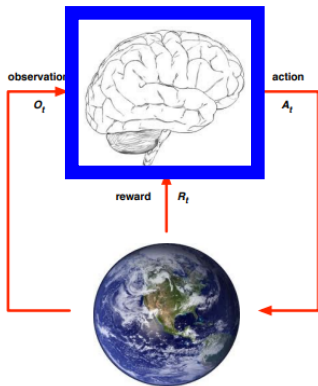 observation
action
O_t
A_t
reward
R_t